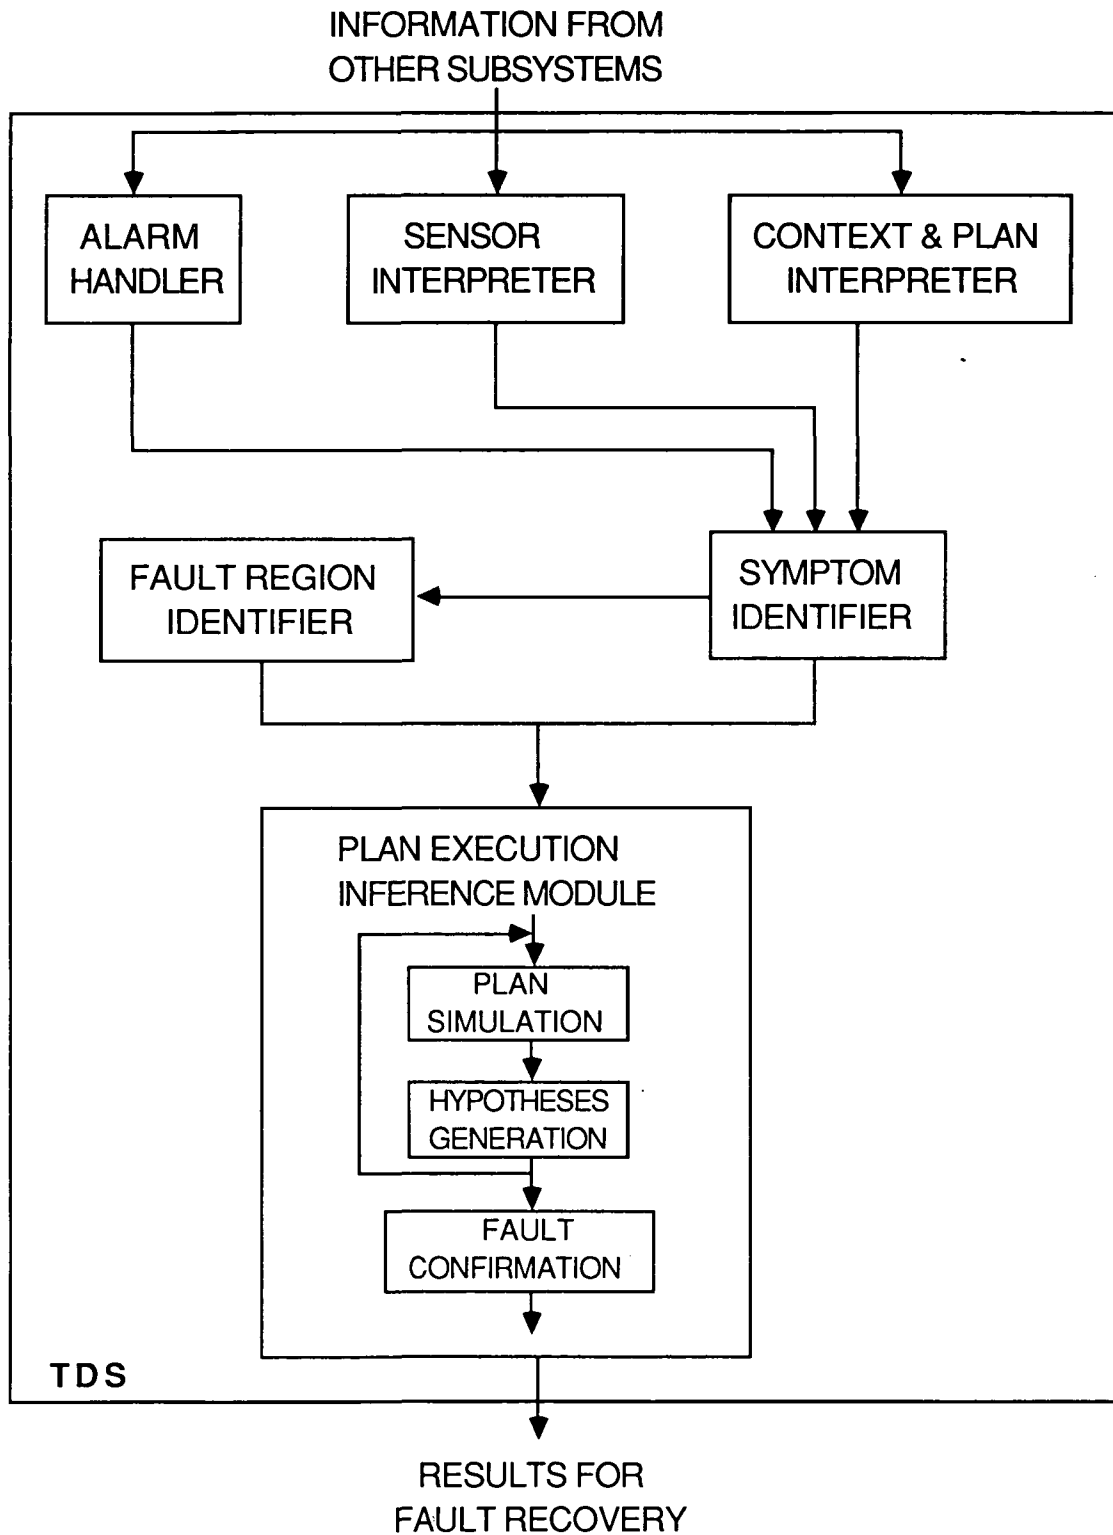 INFORMATION FROM
OTHER SUBSYSTEMS
ALARM
HANDLER
SENSOR
INTERPRETER
CONTEXT & PLAN
INTERPRETER
FAULT REGION
IDENTIFIER
SYMPTOM
IDENTIFIER
PLAN EXECUTION
INFERENCE MODULE
PLAN
SIMULATION
HYPOTHESES
GENERATION
FAULT
CONFIRMATION
TDS
RESULTS FOR
FAULT RECOVERY